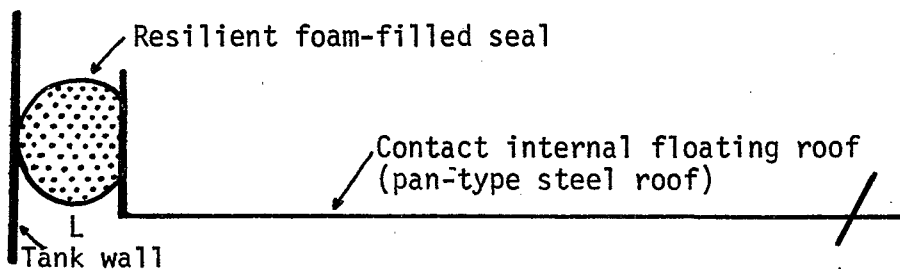 Resilient foam-filled seal
Contact internal floating roof
(pan-type steel roof)
L
Tank wall